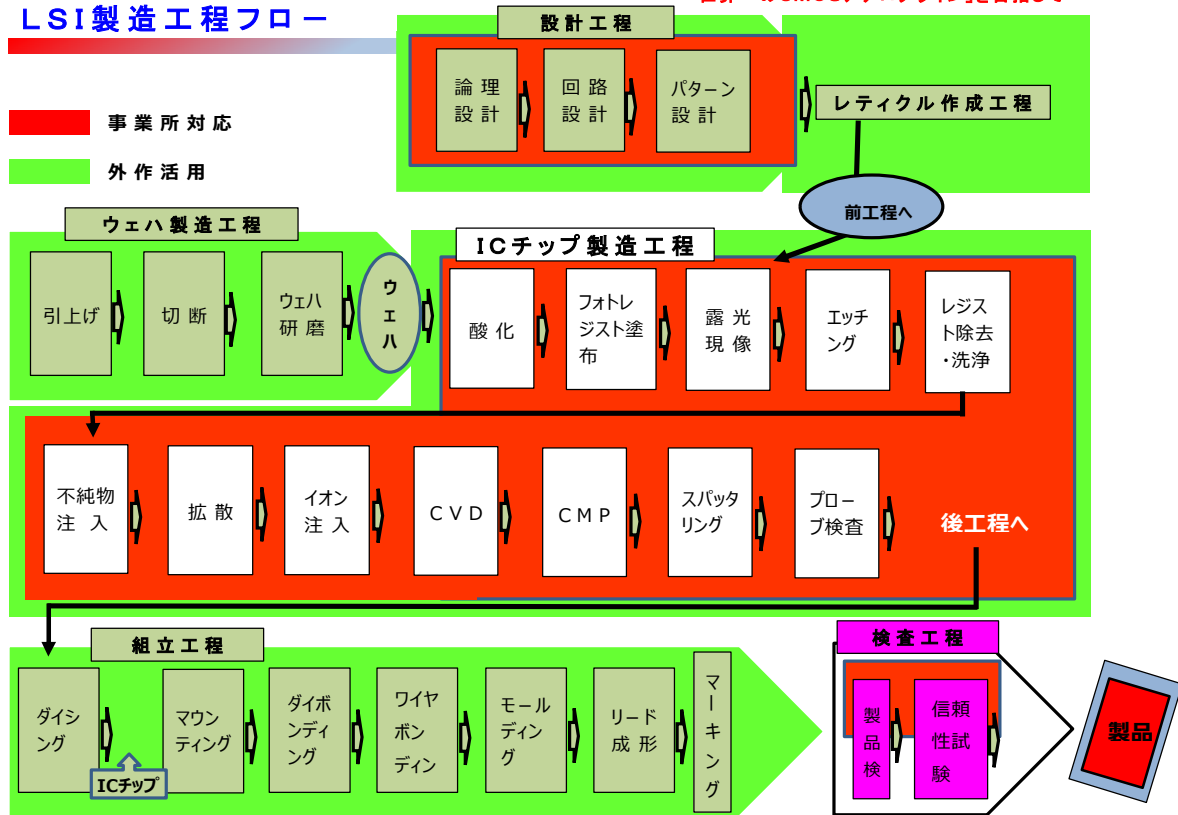 LSI製造工程フロー
設計工程
論理
設計
回路
設計
パターン
設計
レティクル作成工程
事業所対応
外作活用
前工程へ
ウェハ製造工程
引上げ
切断
ウェハ
研磨
ウ
ェ
ハ
ICチップ製造工程
酸化
フォトレ
ジスト塗
布
露光
現像
エッチ
ング
レジス
ト除去
・洗浄
不純物
注入
拡散
イオン
注入
CVD
CMP
スパッタ
リング
プロー
ブ検査
後工程へ
組立工程
ダイシ
ング
ICチップ
マウン
ティング
ダイボ
ンディ
ング
ワイヤ
ボン
ディン
モール
ディン
グ
リード
成形
マ
ー
キ
ン
グ
検査工程
製
品
検
信頼
性試
験
製品